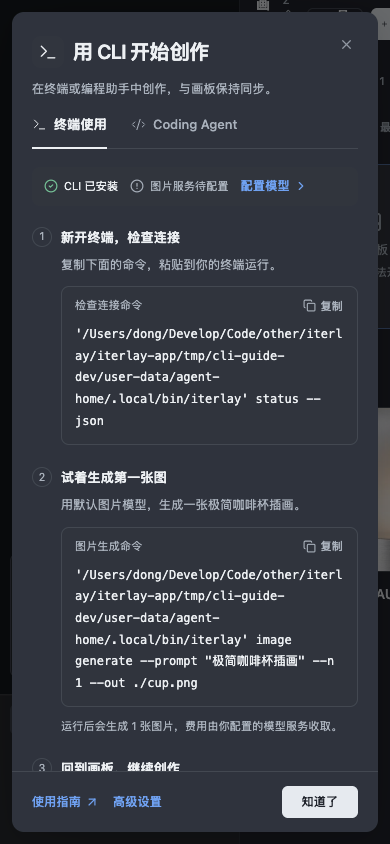 >_ 用 CLI 开始创作
在终端或编程助手中创作，与画板保持同步。
>_ 终端使用 </> Coding Agent
CLI 已安装 图片服务待配置 配置模型 >
1 新开终端，检查连接
复制下面的命令，粘贴到你的终端运行。
检查连接命令 复制
'/Users/dong/Develop/Code/other/iterl
ay/iterlay-app/tmp/cli-guide-
dev/user-data/agent-
home/.local/bin/iterlay' status --
json
2 试着生成第一张图
用默认图片模型，生成一张极简咖啡杯插画。
图片生成命令 复制
'/Users/dong/Develop/Code/other/iterl
ay/iterlay-app/tmp/cli-guide-
dev/user-data/agent-
home/.local/bin/iterlay' image
generate --prompt "极简咖啡杯插画" --n
1 --out ./cup.png
运行后会生成 1 张图片，费用由你配置的模型服务收取。
3 回到画板，继续创作
使用指南 ↗ 高级设置 知道了